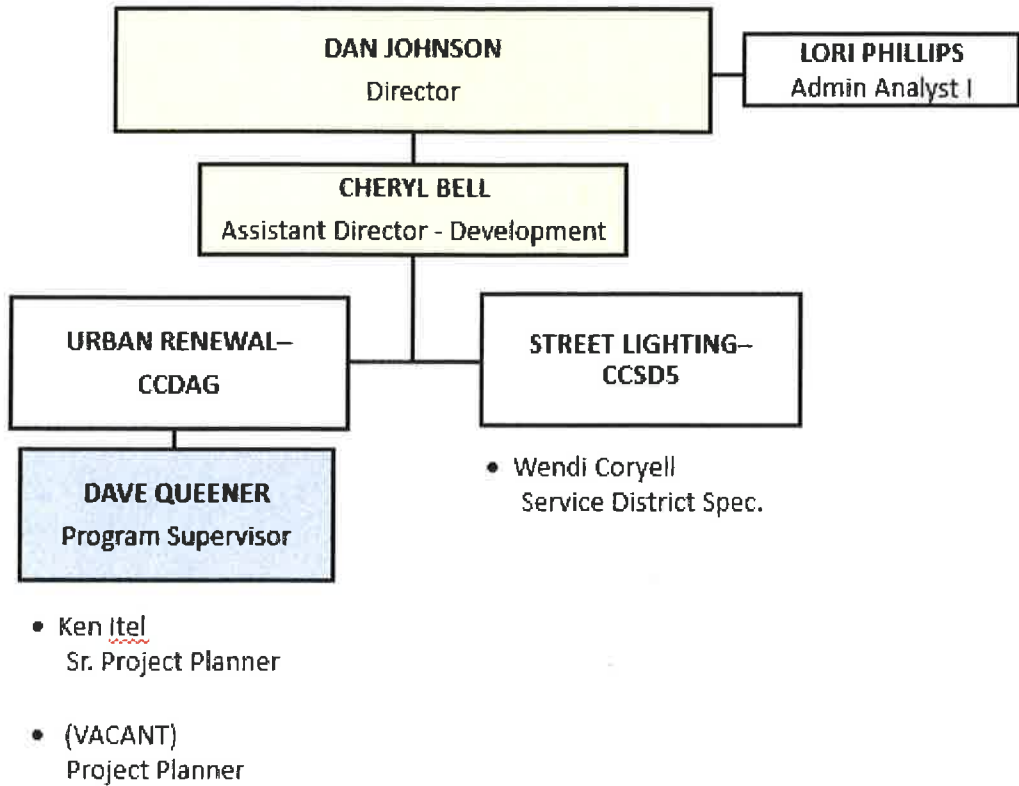 DAN JOHNSON
Director
LORI PHILLIPS
Admin Analyst I
CHERYL BELL
Assistant Director - Development
URBAN RENEWAL–
CCDAG
STREET LIGHTING–
CCSD5
DAVE QUEENER
Program Supervisor
• Wendi Coryell
Service District Spec.
• Ken Itel
Sr. Project Planner
• (VACANT)
Project Planner